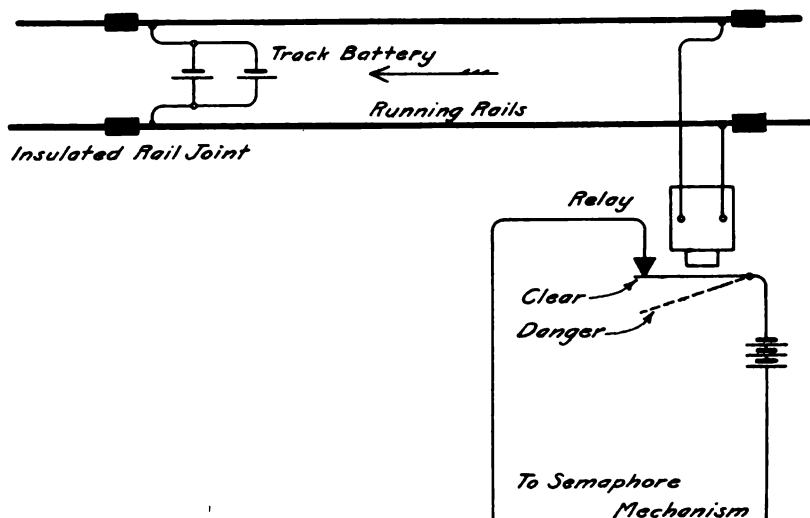 Track Battery
Running Rails
Insulated Rail Joint
Relay
Clear
Danger
To Semaphore
Mechanism